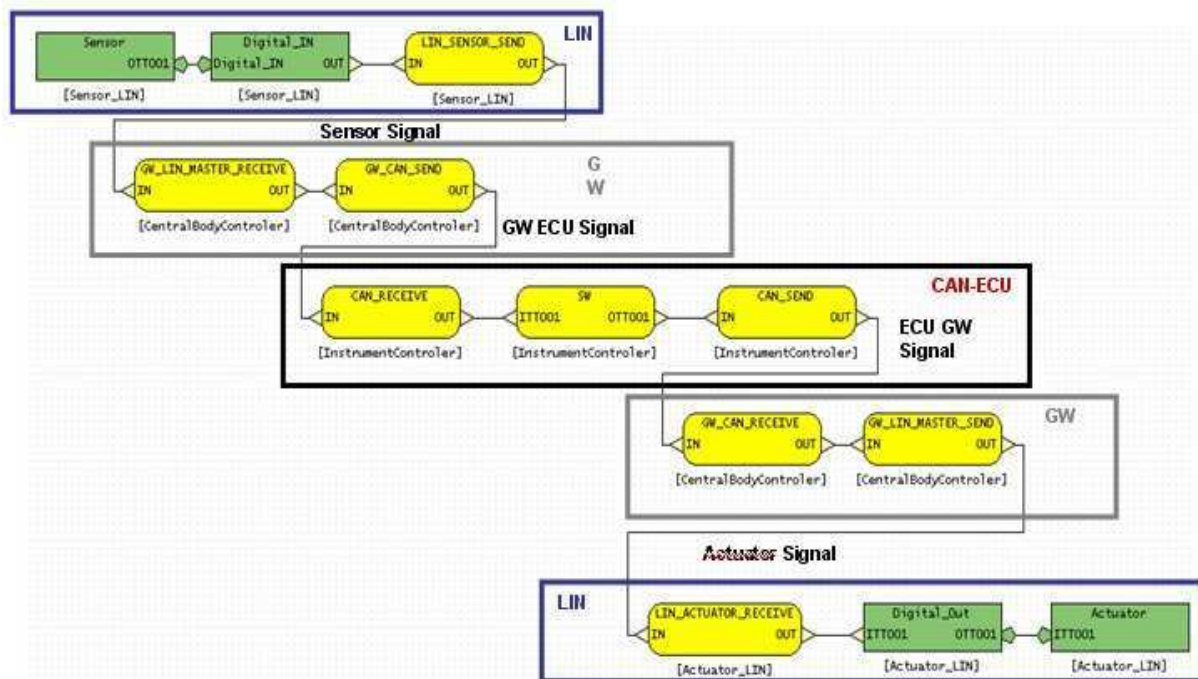 LIN
Sensor
OTT001
[Sensor_LIN]
Digital_IN
Digital_IN OUT
[Sensor_LIN]
LIN_SENSOR_SEND
IN OUT
[Sensor_LIN]
Sensor Signal
G
W
GW_LIN_MASTER_RECEIVE
IN OUT
[CentralBodyControler]
GW_CAN_SEND
IN OUT
[CentralBodyControler]
GW ECU Signal
CAN-ECU
CAN_RECEIVE
IN OUT
[InstrumentControler]
SW
ITT001 OTT001
[InstrumentControler]
CAN_SEND
IN OUT
[InstrumentControler]
ECU GW
Signal
GW
GW_CAN_RECEIVE
IN OUT
[CentralBodyControler]
GW_LIN_MASTER_SEND
IN OUT
[CentralBodyControler]
Actuator Signal
LIN
LIN_ACTUATOR_RECEIVE
IN OUT
[Actuator_LIN]
Digital_Out
ITT001 OTT001
[Actuator_LIN]
Actuator
ITT001
[Actuator_LIN]